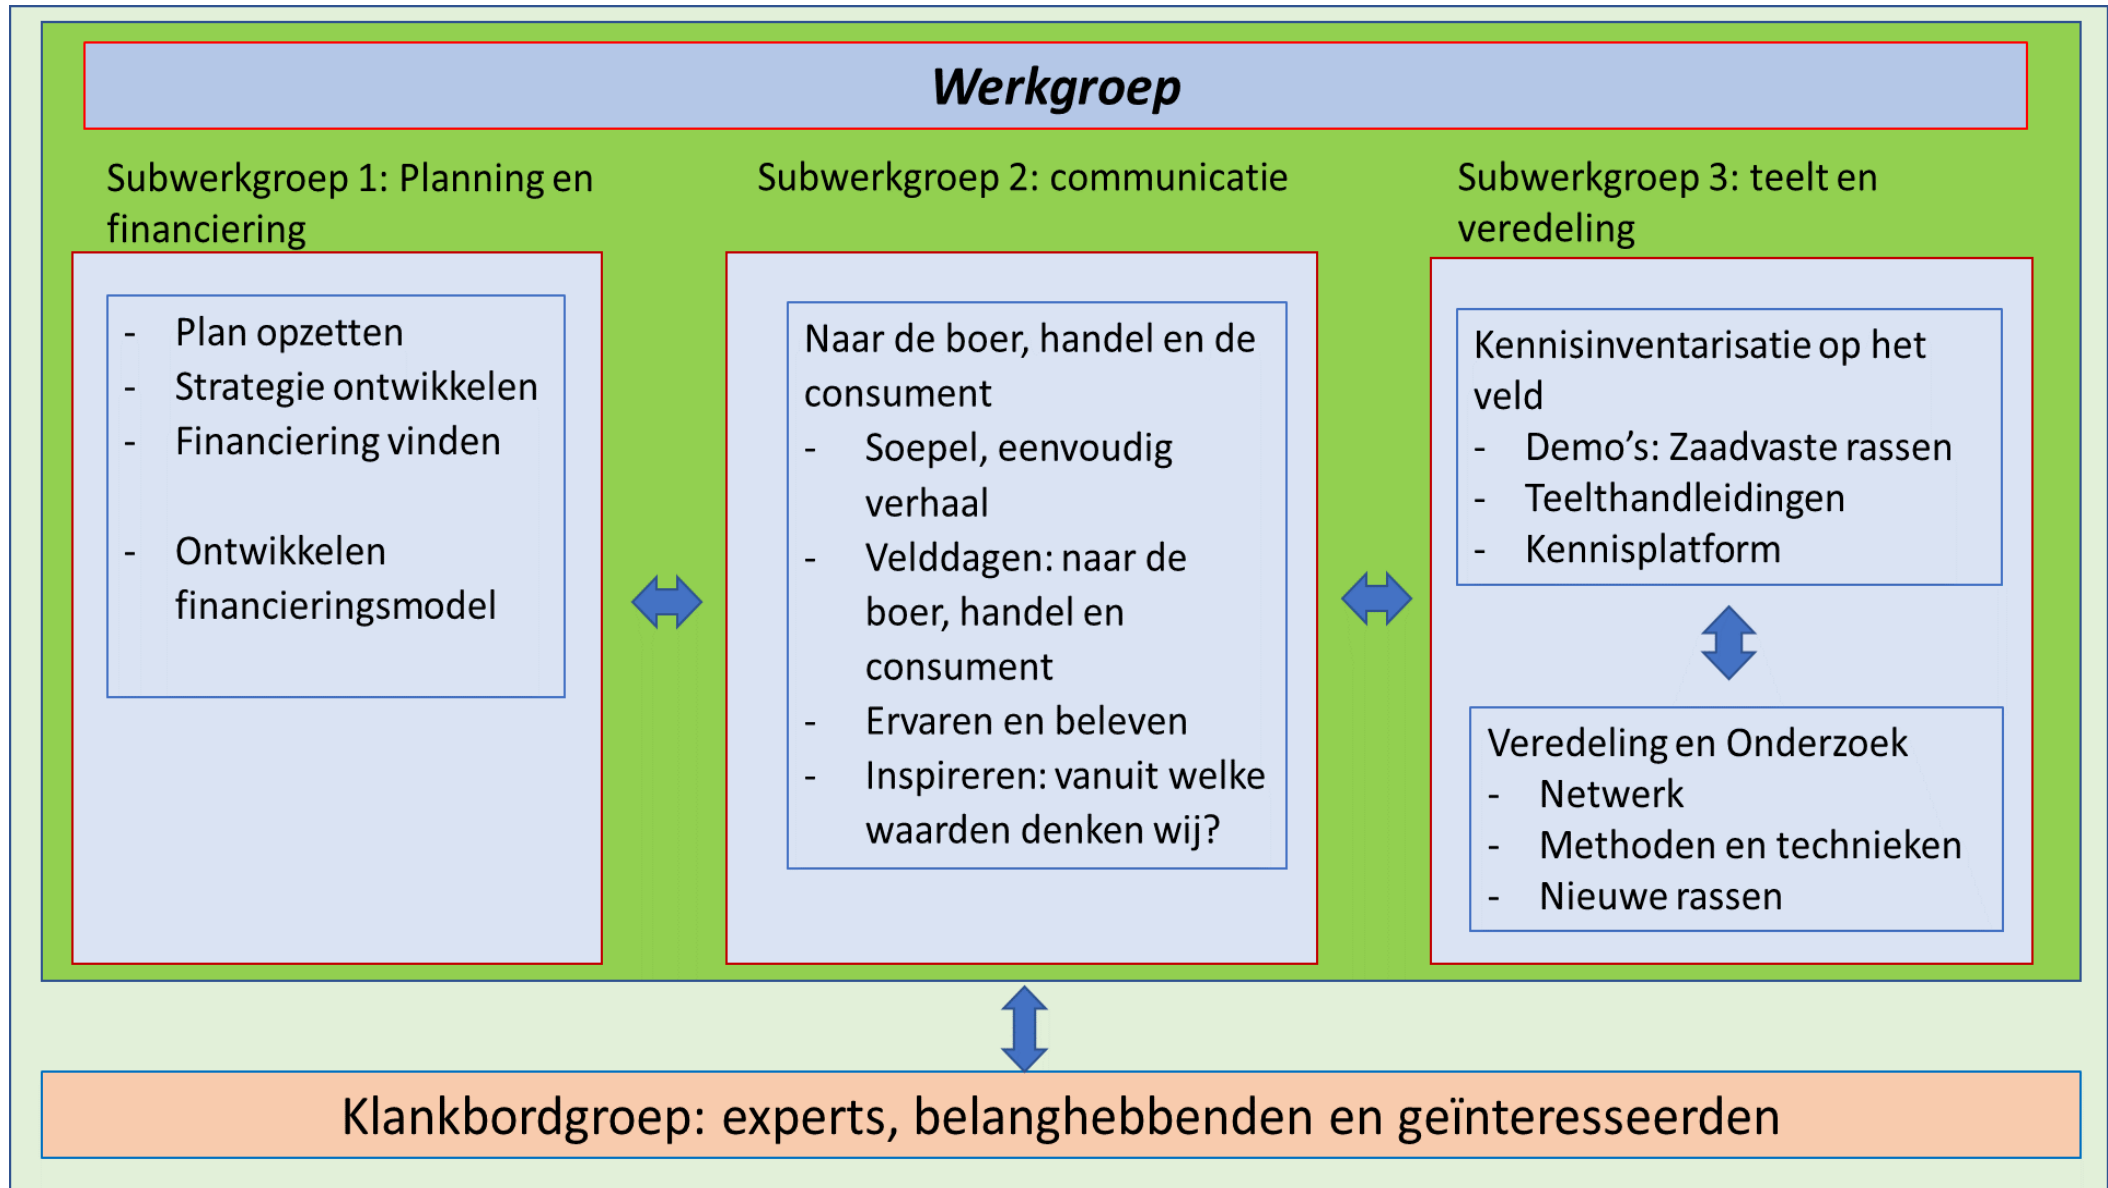 Werkgroep
Subwerkgroep 1: Planning en
financiering
- Plan opzetten
- Strategie ontwikkelen
- Financiering vinden
- Ontwikkelen
financieringsmodel
Subwerkgroep 2: communicatie
Naar de boer, handel en de
consument
- Soepel, eenvoudig
verhaal
- Velddagen: naar de
boer, handel en
consument
- Ervaren en beleven
- Inspireren: vanuit welke
waarden denken wij?
Subwerkgroep 3: teelt en
veredeling
Kennisinventarisatie op het
veld
- Demo's: Zaadvaste rassen
- Teelthandleidingen
- Kennisplatform
Veredeling en Onderzoek
- Netwerk
- Methoden en technieken
- Nieuwe rassen
Klankbordgroep: experts, belanghebbenden en geïnteresseerden